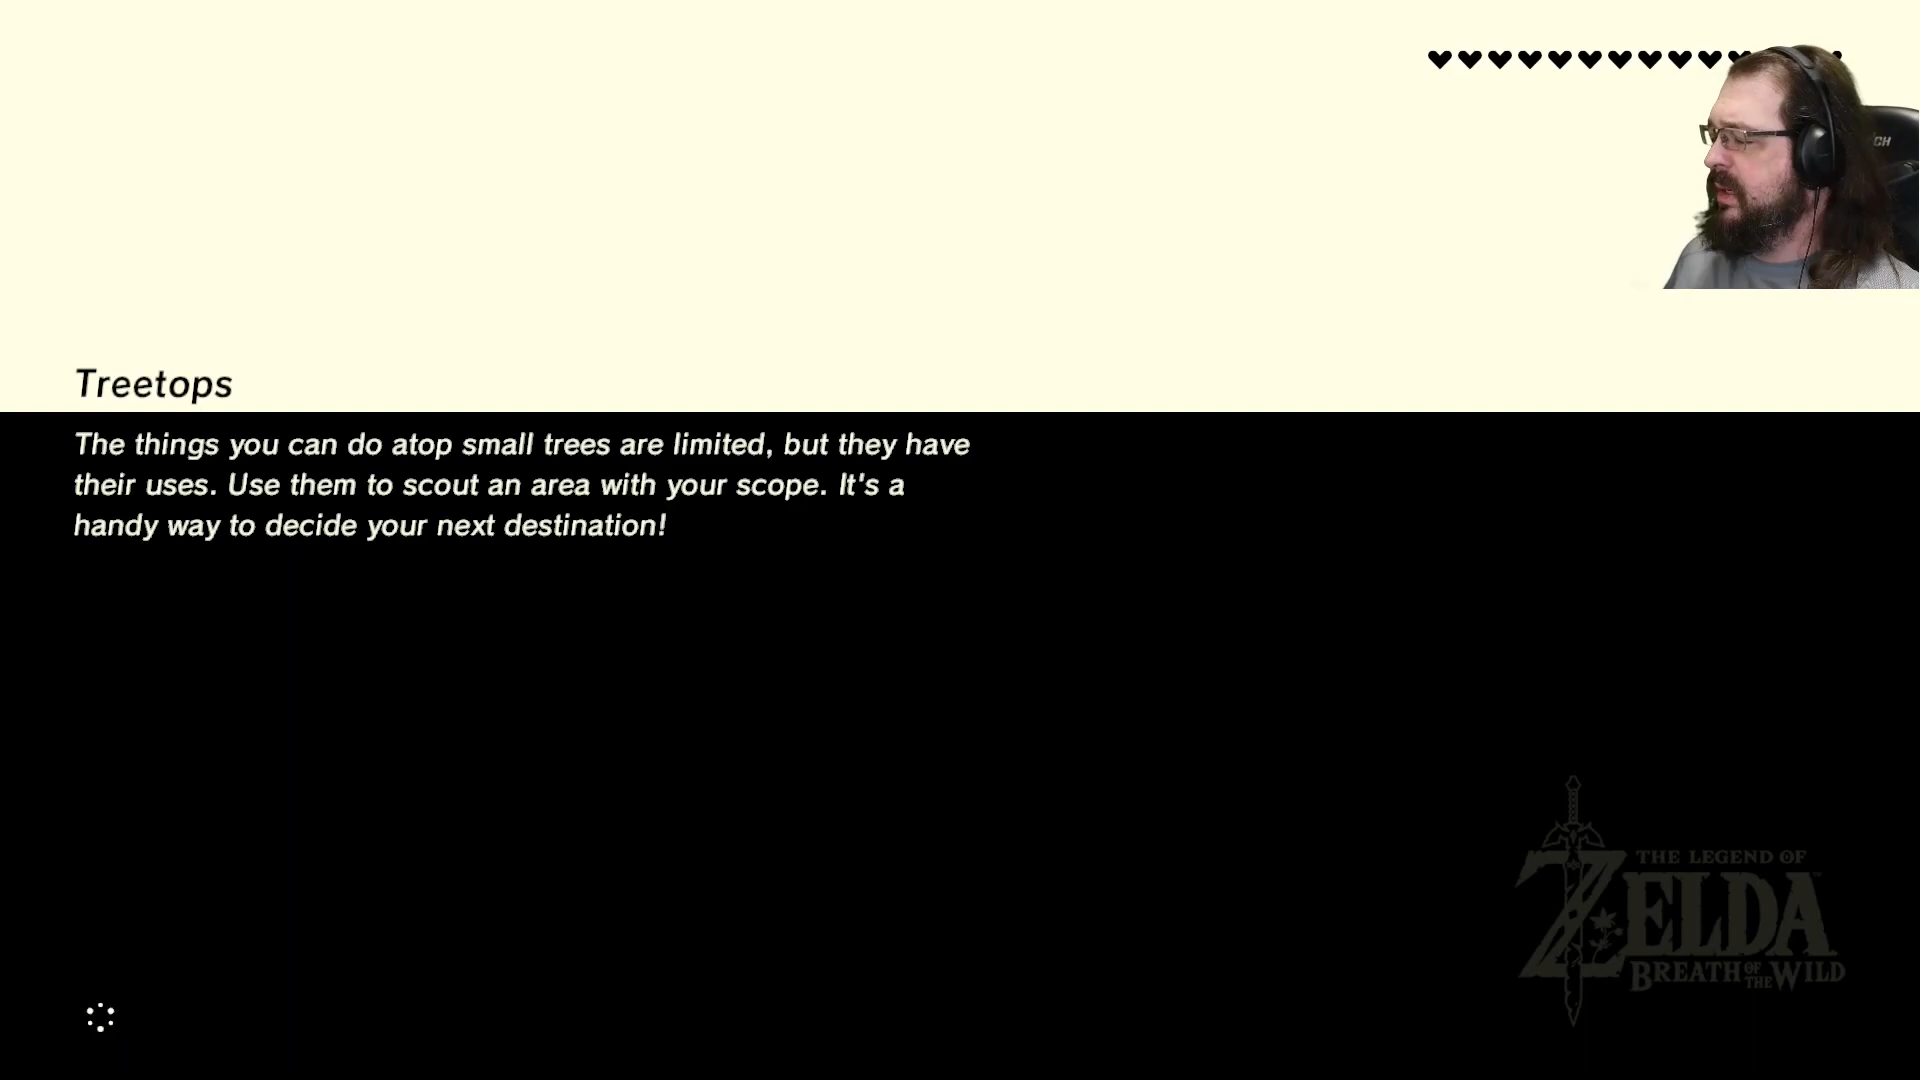 CH
Treetops
The things you can do atop small trees are limited, but they have
their uses. Use them to scout an area with your scope. It's a
handy way to decide your next destination!
THE LEGEND OF
ZELDA
BREATH OF THE WILD